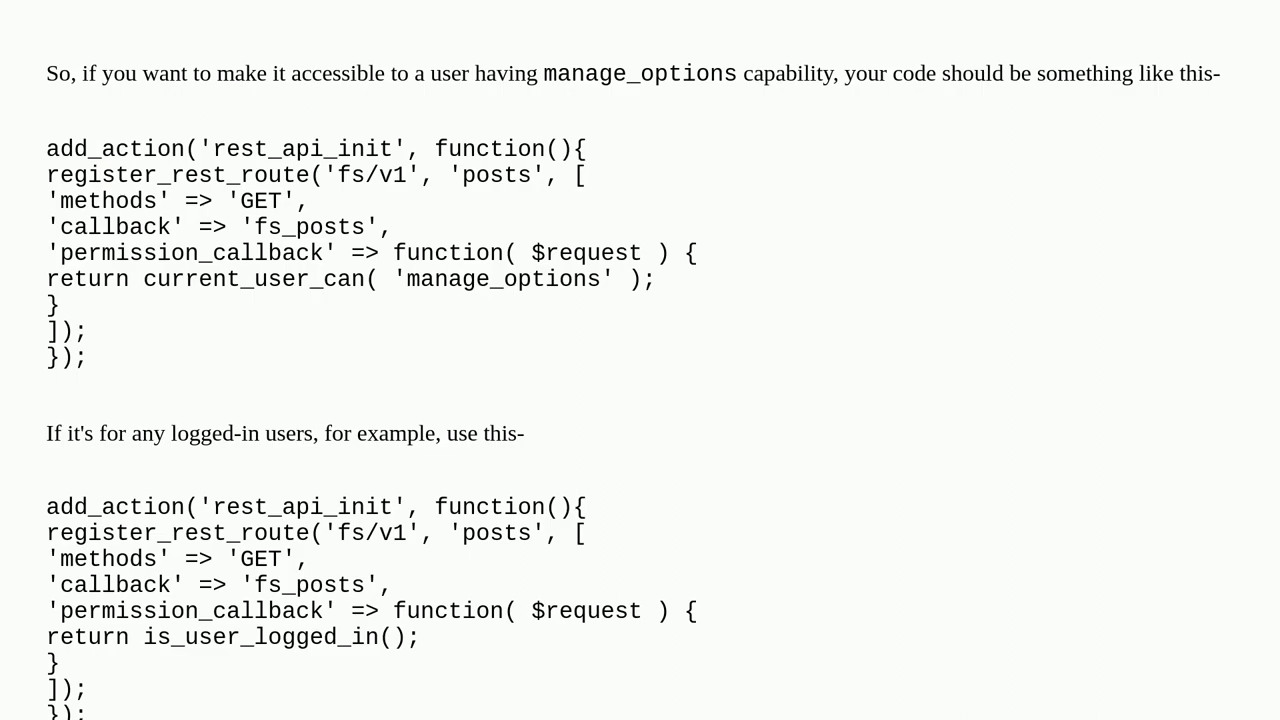 So, if you want to make it accessible to a user having manage_options capability, your code should be something like this-
add_action('rest_api_init', function(){
register_rest_route('fs/v1', 'posts', [
'methods' => 'GET',
'callback' => 'fs_posts',
'permission_callback' => function( $request ) {
return current_user_can( 'manage_options' );
}
]);
});
If it's for any logged-in users, for example, use this-
add_action('rest_api_init', function(){
register_rest_route('fs/v1', 'posts', [
'methods' => 'GET',
'callback' => 'fs_posts',
'permission_callback' => function( $request ) {
return is_user_logged_in();
}
]);
});